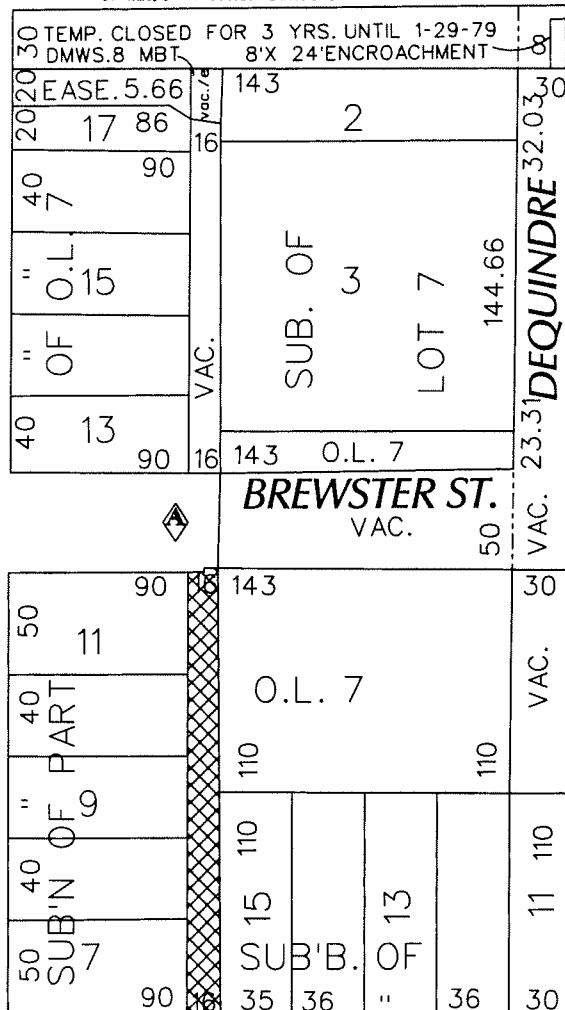 30 TEMP. CLOSED FOR 3 YRS. UNTIL 1-29-79
DMWS. 8 MBT 8'X 24'ENCROACHMENT 8
20 EASE. 5.66 vac./e 143 30
20 17 86 16 2 32.03
90
40 7
" O.L. 15 SUB. OF 3 LOT 7 144.66 DEQUINDRE
" OF VAC.
40 13 23.31
90 16 143 O.L. 7
BREWSTER ST.
A VAC. 50 VAC.
90 16 143 30
50 11
O.L. 7 VAC.
40
SUB'N OF PART
" 9 110 110
40 110 110
15 13 11
50 7 SUB'B. OF
90 16 35 36 " 36 30